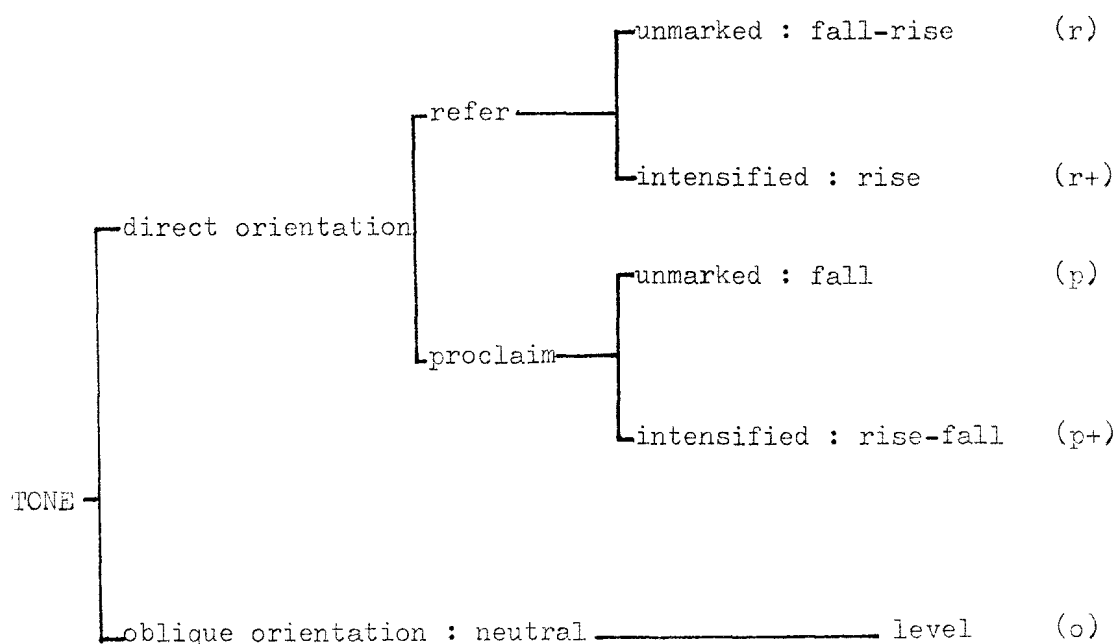 unmarked : fall-rise (r)
refer
intensified : rise (r+)
direct orientation
unmarked : fall (p)
proclaim
intensified : rise-fall (p+)
TONE
oblique orientation : neutral level (o)